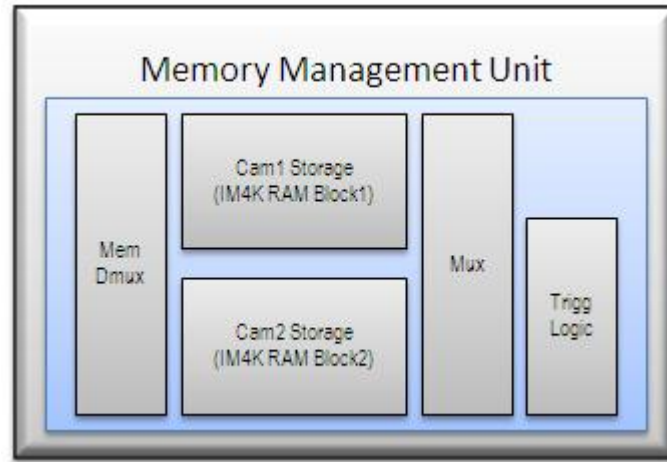 Memory Management Unit
Mem
Dmux
Cam1 Storage
(IM4K RAM Block1)
Cam2 Storage
(IM4K RAM Block2)
Mux
Trigg
Logic